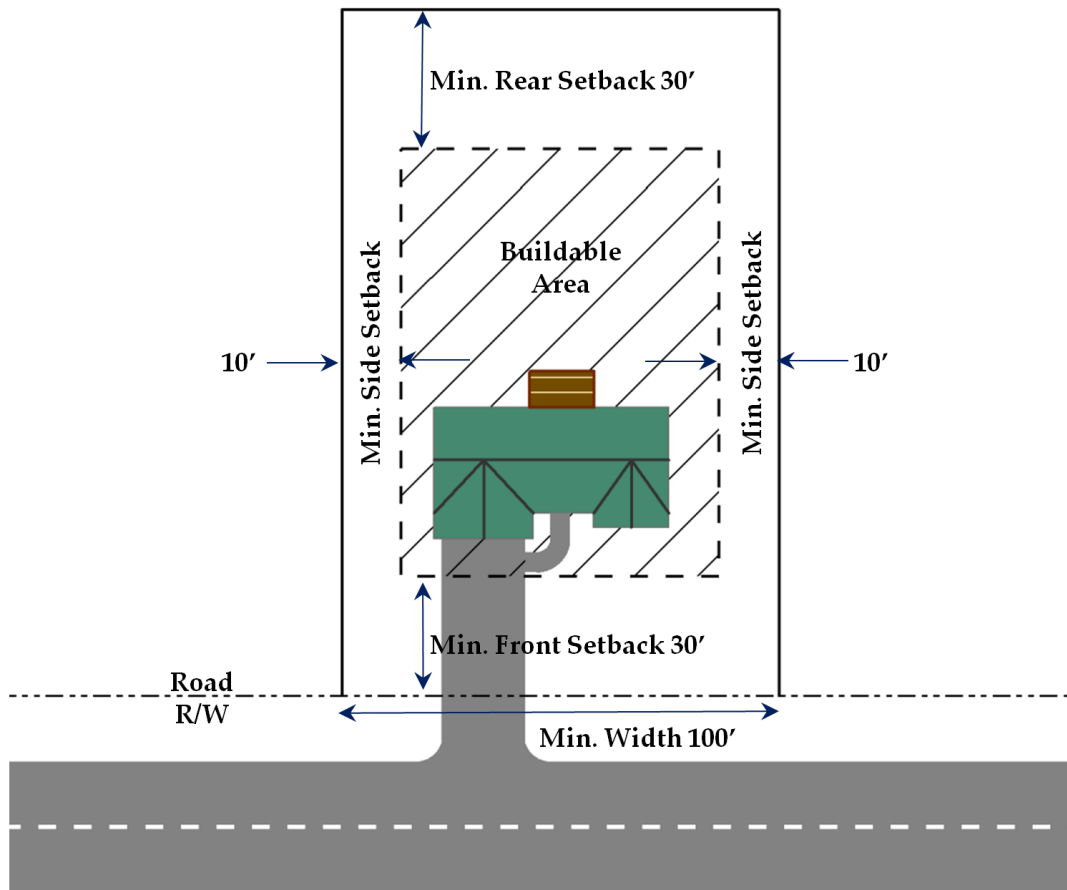 Min. Rear Setback 30’
Buildable
Area
Min. Side Setback
Min. Side Setback
10’
10’
Min. Front Setback 30’
Road
R/W
Min. Width 100’